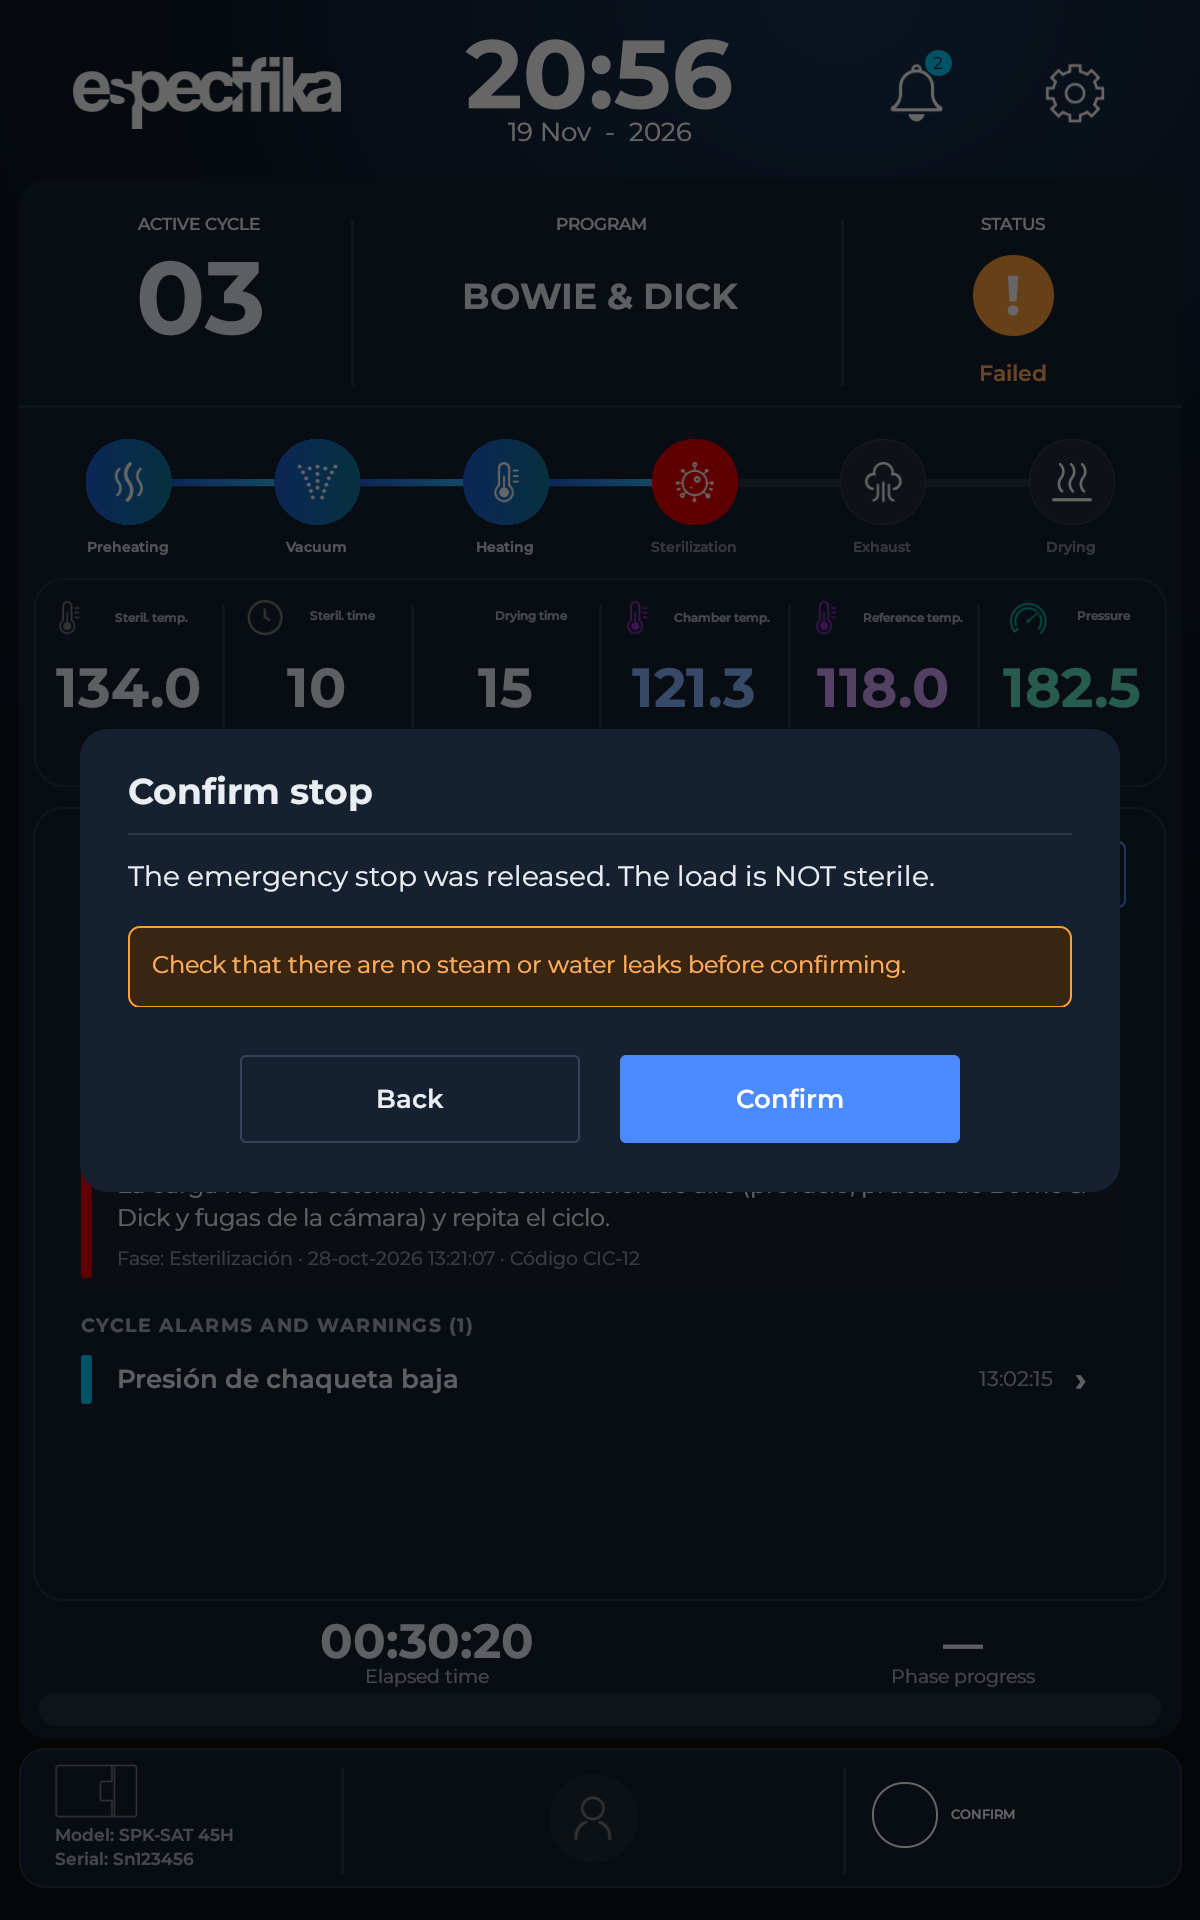 especifika
20:56
2
19 Nov - 2026
ACTIVE CYCLE
PROGRAM
STATUS
03
BOWIE & DICK
!
Failed
Preheating
Vacuum
Heating
Sterilization
Exhaust
Drying
Steril. temp.
Steril. time
Drying time
Chamber temp.
Reference temp.
Pressure
134.0
10
15
121.3
118.0
182.5
Confirm stop
The emergency stop was released. The load is NOT sterile.
Check that there are no steam or water leaks before confirming.
Back
Confirm
Dick y fugas de la cámara) y repita el ciclo.
Fase: Esterilización · 28-oct-2026 13:21:07 · Código CIC-12
CYCLE ALARMS AND WARNINGS (1)
Presión de chaqueta baja
13:02:15 ›
00:30:20
—
Elapsed time
Phase progress
Model: SPK-SAT 45H
Serial: Sn123456
CONFIRM